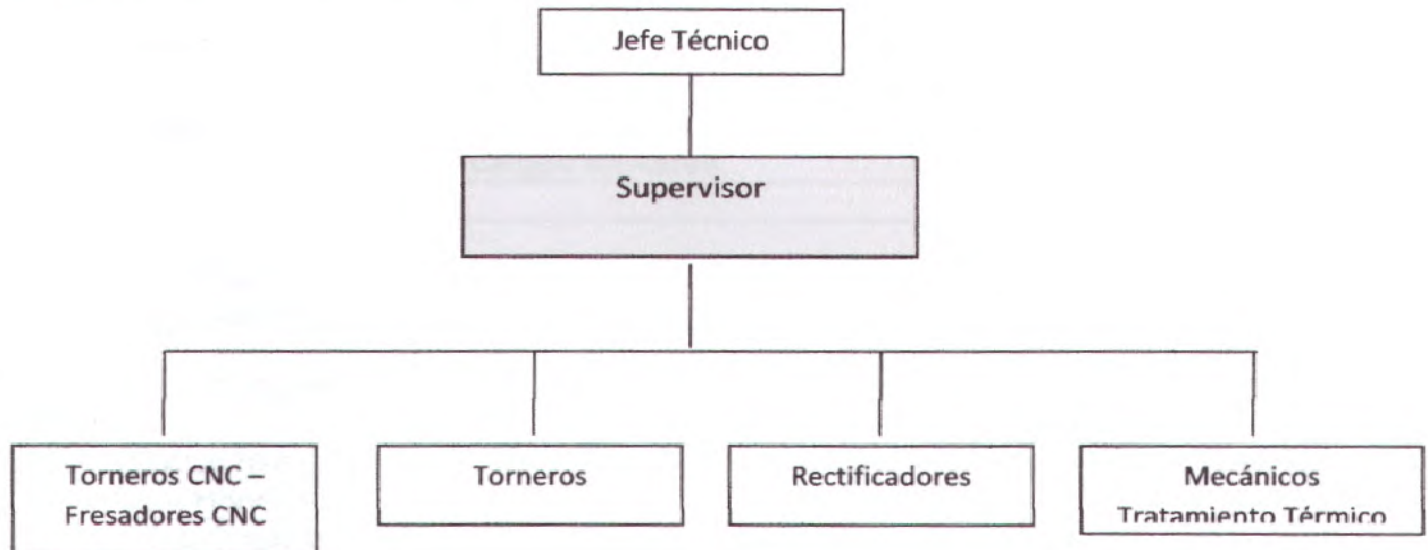 Jefe Técnico
Supervisor
Torneros CNC –
Fresadores CNC
Torneros
Rectificadores
Mecánicos
Tratamiento Térmico